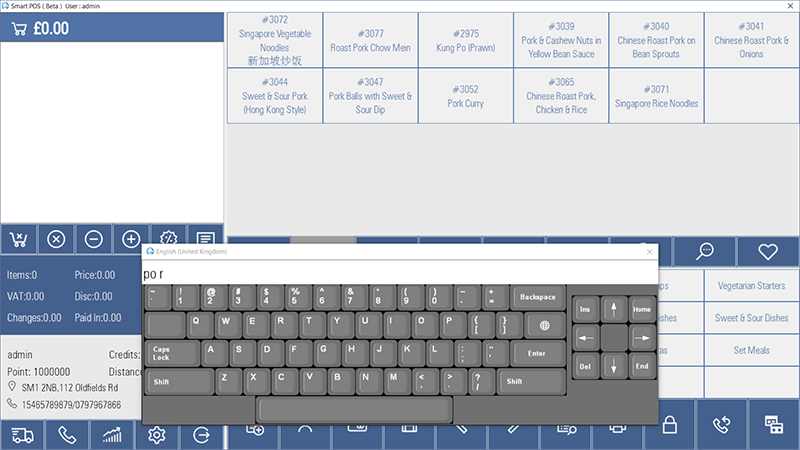 Smart POS ( Beta )  User : admin
£0.00
#3072
Singapore Vegetable
Noodles
新加坡炒饭
#3077
Roast Pork Chow Mein
#2975
Kung Po (Prawn)
#3039
Pork & Cashew Nuts in
Yellow Bean Sauce
#3040
Chinese Roast Pork on
Bean Sprouts
#3041
Chinese Roast Pork &
Onions
#3044
Sweet & Sour Pork
(Hong Kong Style)
#3047
Pork Balls with Sweet &
Sour Dip
#3052
Pork Curry
#3065
Chinese Roast Pork,
Chicken & Rice
#3071
Singapore Rice Noodles
Items:0
Price:0.00
VAT:0.00
Disc:0.00
Changes:0.00
Paid In:0.00
admin
Credits:
Point: 1000000
Distanc
SM1 2NB,112 Oldfields Rd
15465789879/0797967866
English (United Kingdom)
po r
~ `
! 1
@ 2
# 3
$ 4
% 5
^ 6
& 7
* 8
( 9
) 0
_ -
+ =
Backspace
Q W E R T Y U I O P { [ } ]
Caps
Lock
A S D F G H J K L : ; " '
Enter
Shift
Z X C V B N M < , > . ? /
Shift
Ins
Home
Del
End
ups
Vegetarian Starters
ishes
Sweet & Sour Dishes
as
Set Meals